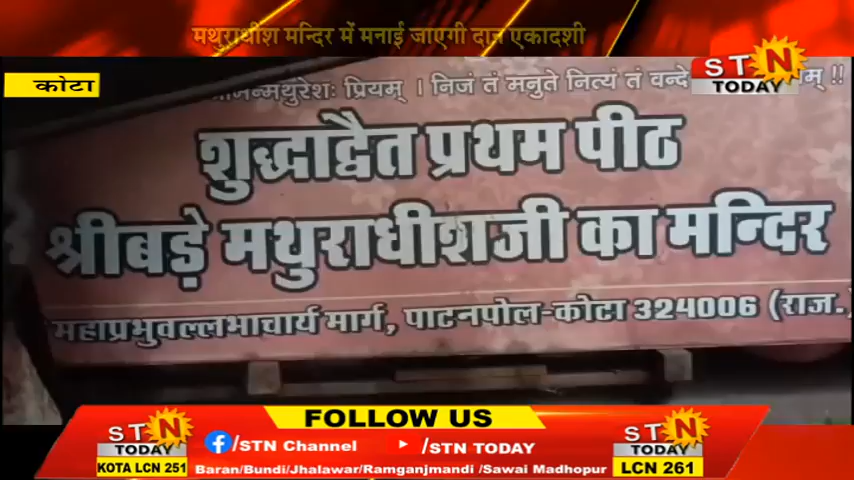 मथुराधीश मन्दिर में मनाई जाएगी दान एकादशी
कोटा
STN
TODAY
प्रियम् । निजं तं मनुते नित्यं तं वन्दे
!!
शुद्धाद्वैत प्रथम पीठ
श्रीबड़े मथुराधीशजी का मन्दिर
महाप्रभुवल्लभाचार्य मार्ग, पाटनपोल-कोटा 324006 (राज.)
FOLLOW US
STN
TODAY
KOTA LCN 251
/STN Channel
/STN TODAY
Baran/Bundi/Jhalawar/Ramganjmandi /Sawai Madhopur
STN
TODAY
LCN 261